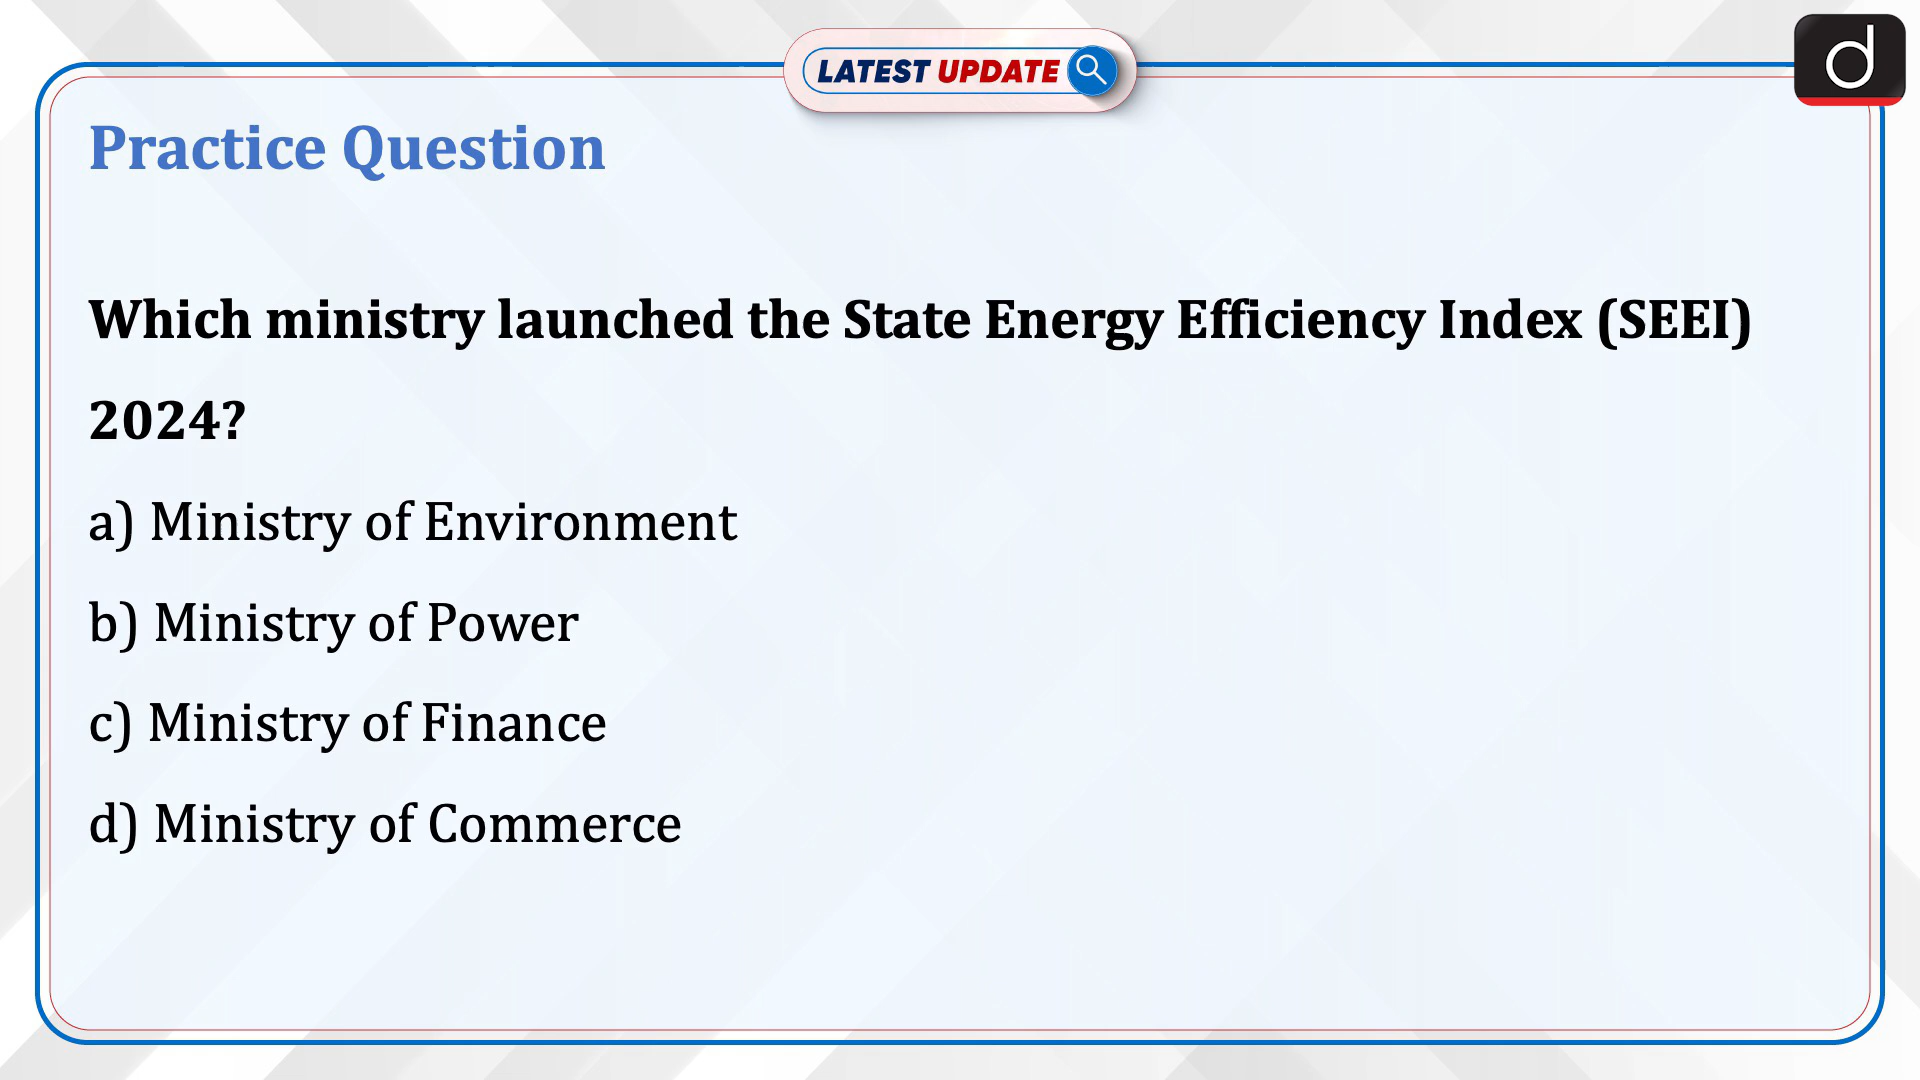 LATEST UPDATE
d
Practice Question
Which ministry launched the State Energy Efficiency Index (SEEI)
2024?
a) Ministry of Environment
b) Ministry of Power
c) Ministry of Finance
d) Ministry of Commerce